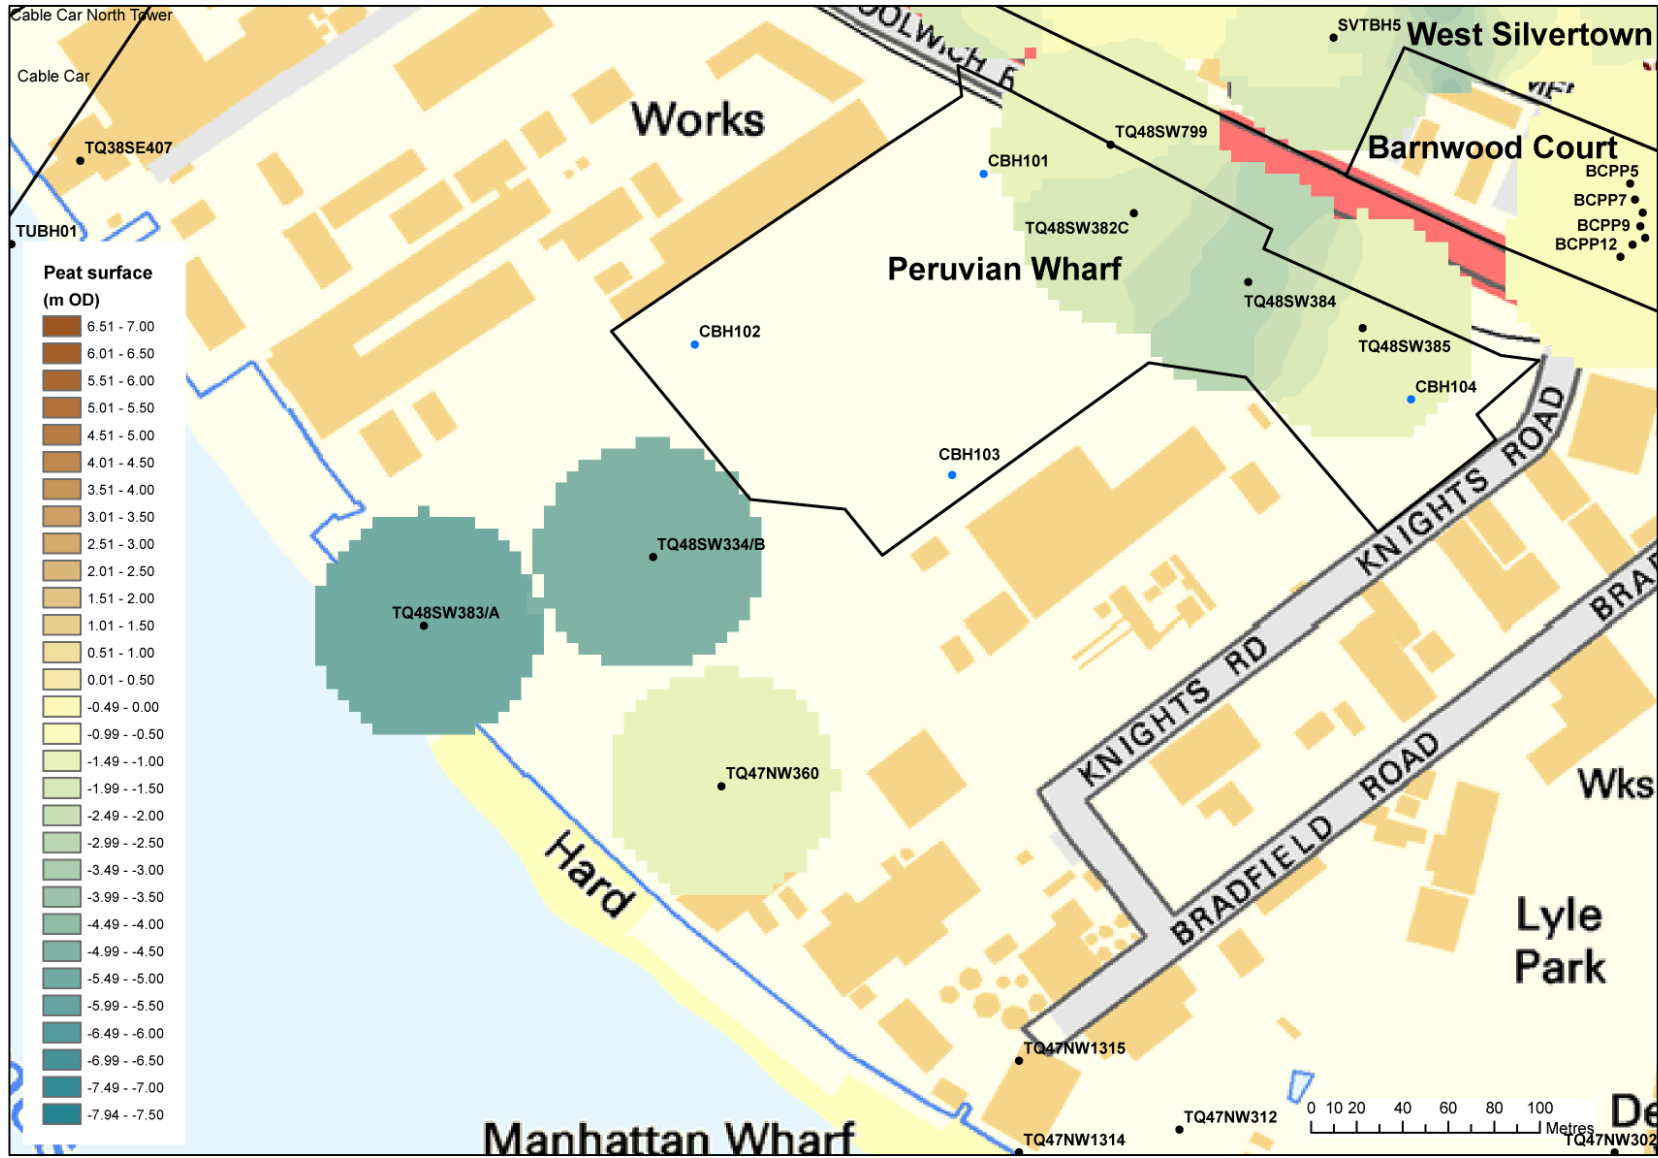 Cable Car North Tower
Cable Car
TQ38SE407
TUBH01
Works
SVTBH5
West Silvertown
Barnwood Court
BCPP5
BCPP7
BCPP9
BCPP12
TQ48SW799
CBH101
TQ48SW382C
Peruvian Wharf
TQ48SW384
TQ48SW385
CBH102
CBH104
CBH103
Peat surface
(m OD)
6.51 - 7.00
6.01 - 6.50
5.51 - 6.00
5.01 - 5.50
4.51 - 5.00
4.01 - 4.50
3.51 - 4.00
3.01 - 3.50
2.51 - 3.00
2.01 - 2.50
1.51 - 2.00
1.01 - 1.50
0.51 - 1.00
0.01 - 0.50
-0.49 - 0.00
-0.99 - -0.50
-1.49 - -1.00
-1.99 - -1.50
-2.49 - -2.00
-2.99 - -2.50
-3.49 - -3.00
-3.99 - -3.50
-4.49 - -4.00
-4.99 - -4.50
-5.49 - -5.00
-5.99 - -5.50
-6.49 - -6.00
-6.99 - -6.50
-7.49 - -7.00
-7.94 - -7.50
TQ48SW334/B
TQ48SW383/A
TQ47NW360
KNIGHTS ROAD
KNIGHTS RD
BRADFIELD ROAD
Wks
Hard
Lyle
Park
TQ47NW1315
TQ47NW312
TQ47NW1314
TQ47NW302
Manhattan Wharf
0 10 20 40 60 80 100
Metres